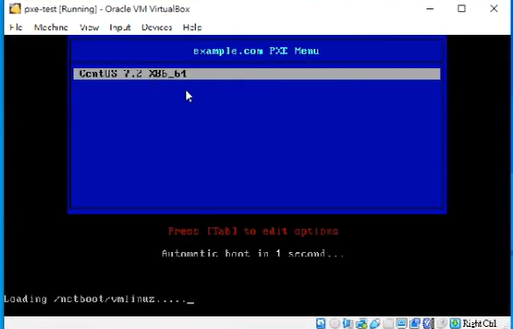 pxe-test [Running] - Oracle VM VirtualBox
File Machine View Input Devices Help
example.com PXE Menu
CentOS 7.2 X86_64
Press [Tab] to edit options
Automatic boot in 1 second...
Loading /netboot/vmlinuz....._
Right Ctrl